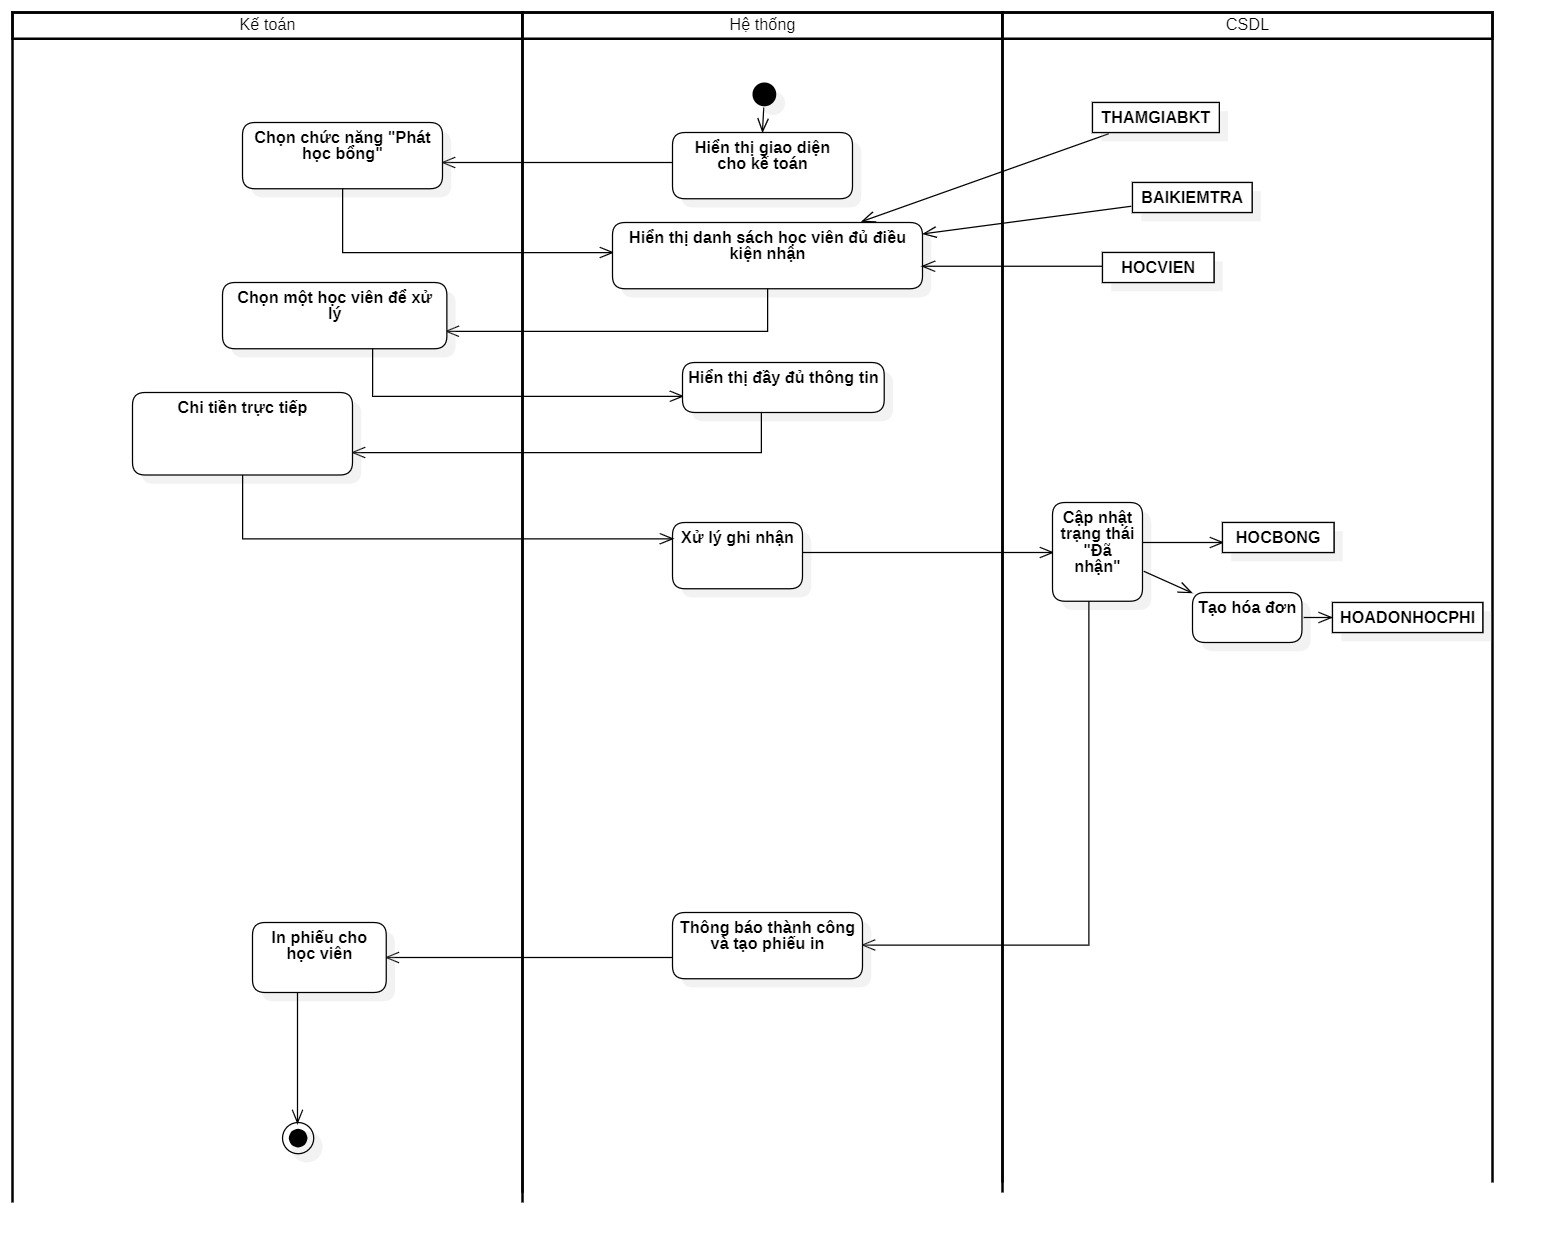 Kế toán
Hệ thống
CSDL
Chọn chức năng "Phát
học bổng"
Hiển thị giao diện
cho kế toán
THAMGIABKT
BAIKIEMTRA
Hiển thị danh sách học viên đủ điều
kiện nhận
HOCVIEN
Chọn một học viên để xử
lý
Hiển thị đầy đủ thông tin
Chi tiền trực tiếp
Xử lý ghi nhận
Cập nhật
trạng thái
"Đã
nhận"
HOCBONG
Tạo hóa đơn
HOADONHOCPHI
Thông báo thành công
và tạo phiếu in
In phiếu cho
học viên